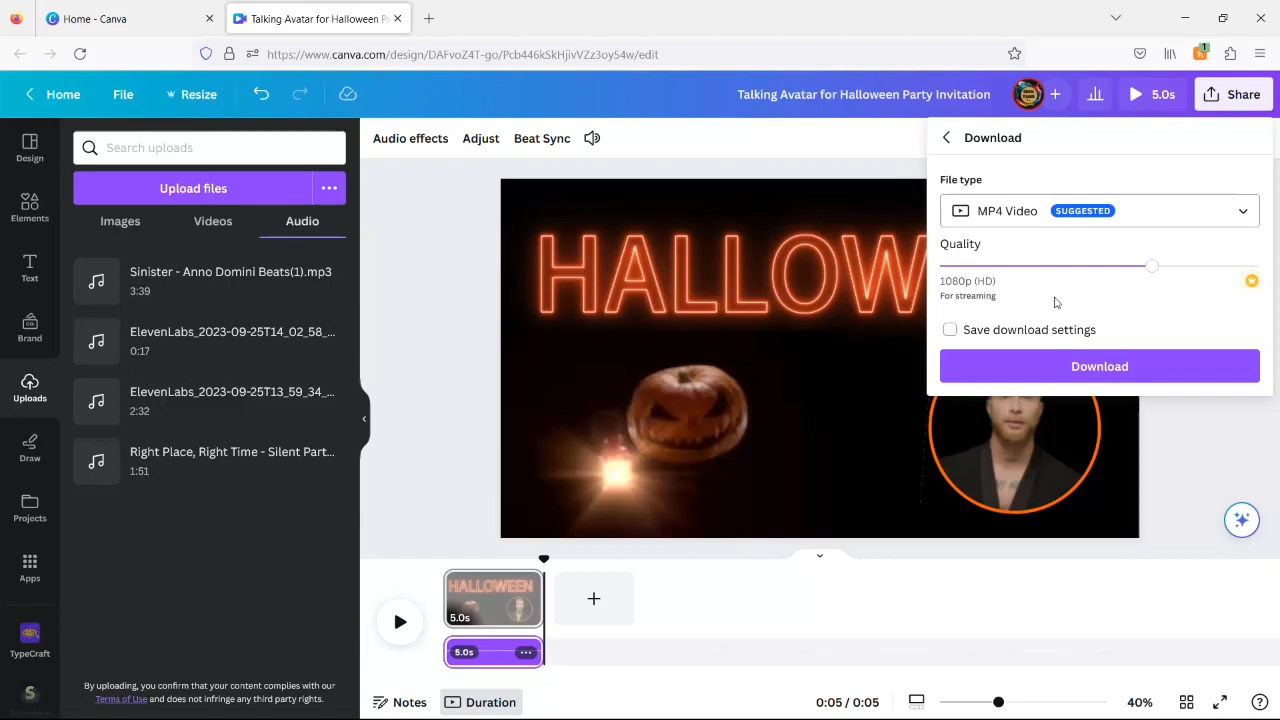 Home - Canva
Talking Avatar for Halloween Pa
https://www.canva.com/design/DAFvoZ4T-go/Pcb446kSkHjivVZz3oy54w/edit
1
Home
File
Resize
Talking Avatar for Halloween Party Invitation
5.0s
Share
Design
Elements
Text
Brand
Uploads
Draw
Projects
Apps
TypeCraft
Search uploads
Upload files
Images
Videos
Audio
Sinister - Anno Domini Beats(1).mp3
3:39
ElevenLabs_2023-09-25T14_02_58_...
0:17
ElevenLabs_2023-09-25T13_59_34_...
2:32
Right Place, Right Time - Silent Part...
1:51
By uploading, you confirm that your content complies with our
Terms of Use and does not infringe any third party rights.
Audio effects
Adjust
Beat Sync
HALLOW
Download
File type
MP4 Video
SUGGESTED
Quality
1080p (HD)
For streaming
Save download settings
Download
HALLOWEEN
5.0s
5.0s
Notes
Duration
0:05 / 0:05
40%